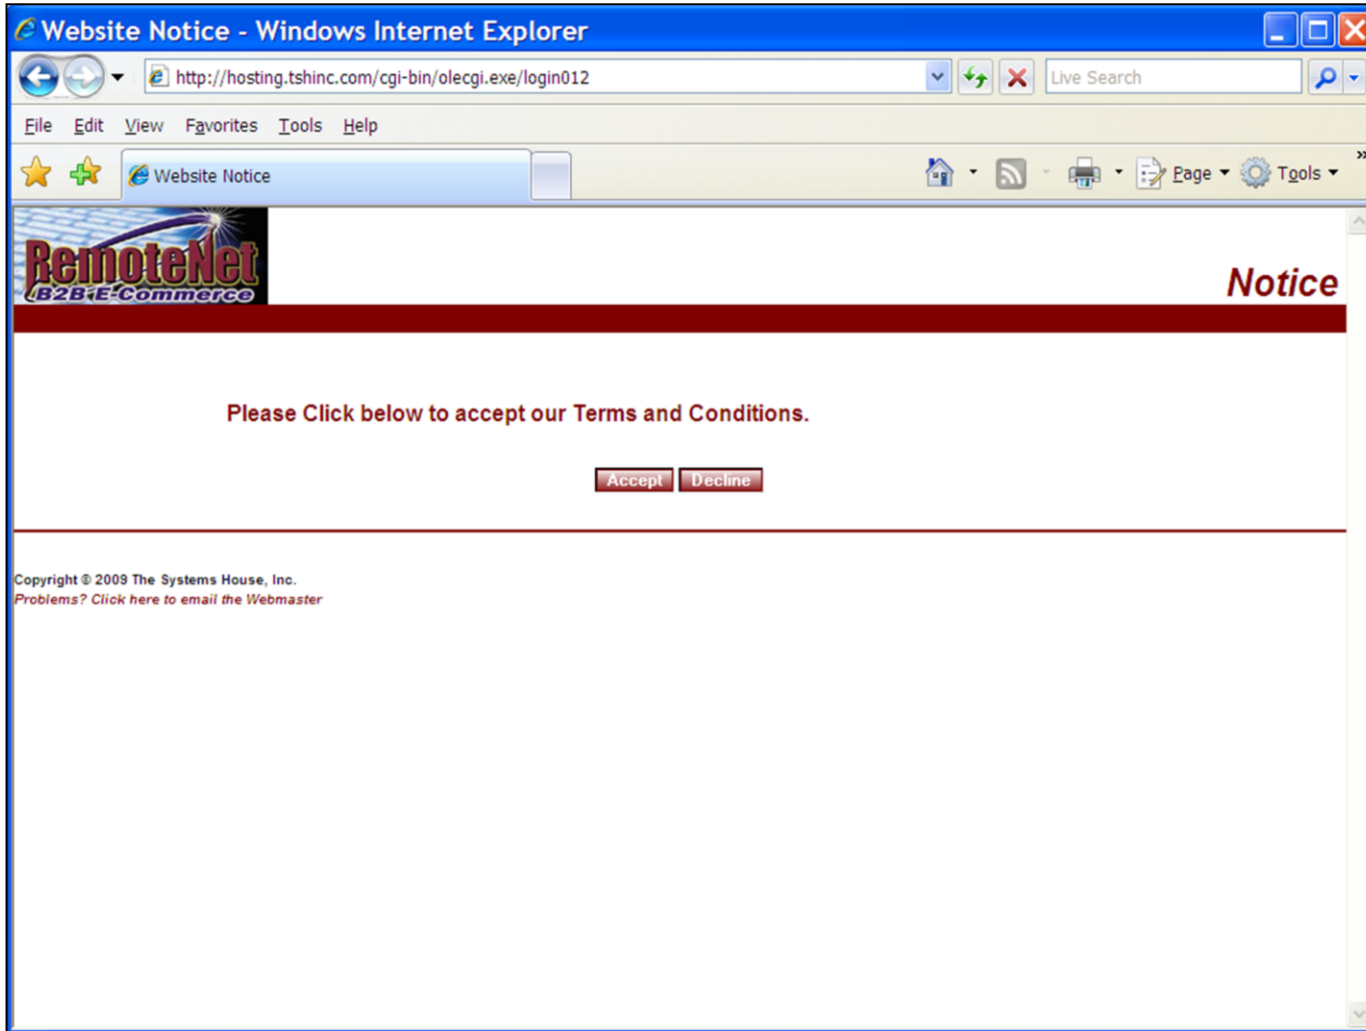 Website Notice - Windows Internet Explorer
http://hosting.tshinc.com/cgi-bin/olecgi.exe/login012
Live Search
File Edit View Favorites Tools Help
Website Notice
Page Tools »
RemoteNet
B2B E-Commerce
Notice
Please Click below to accept our Terms and Conditions.
Accept Decline
Copyright © 2009 The Systems House, Inc.
Problems? Click here to email the Webmaster